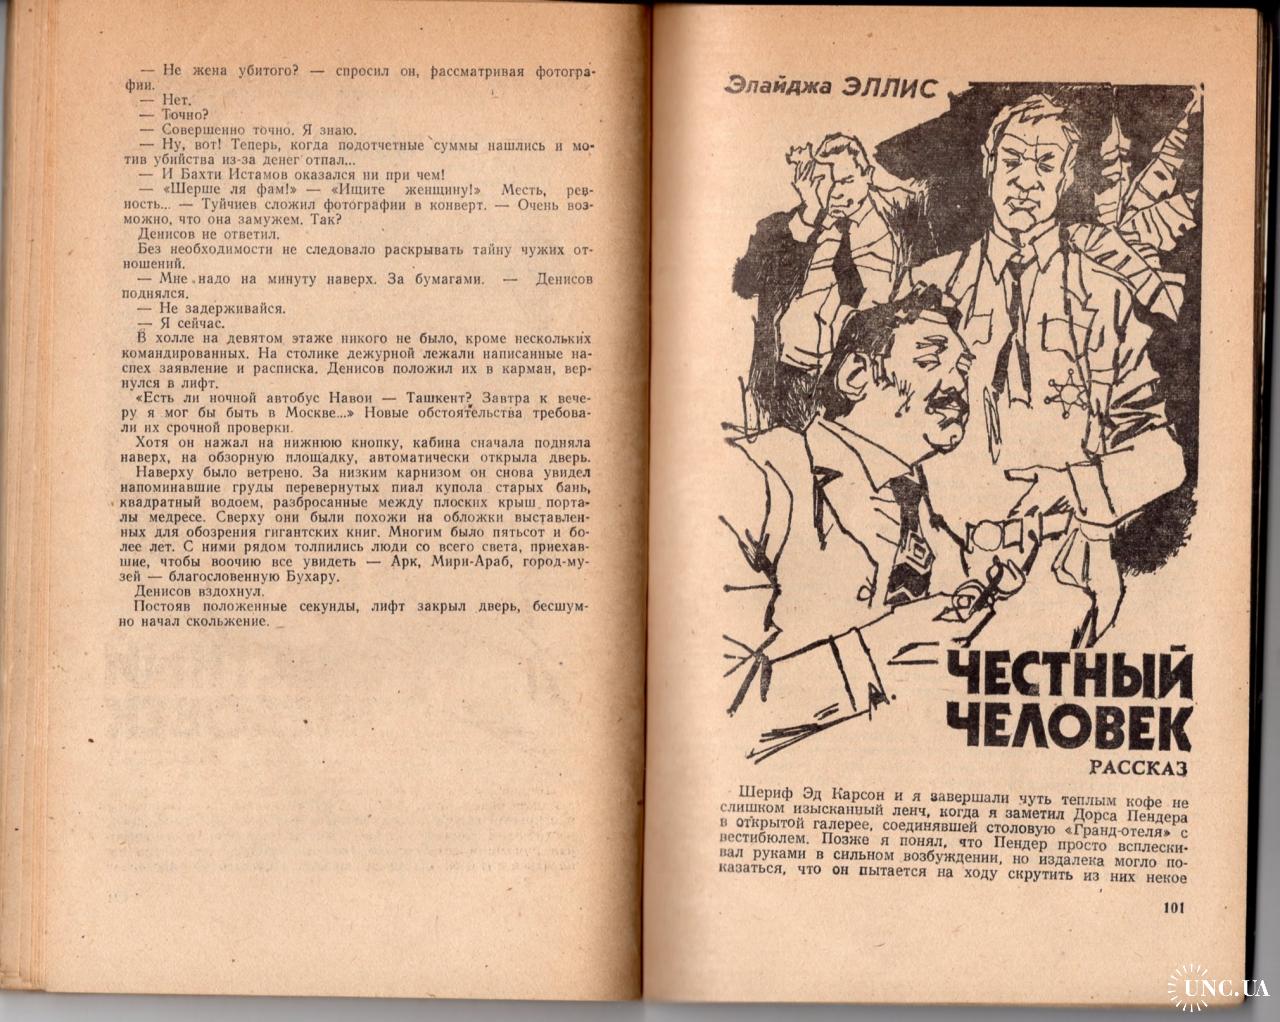 — Не жена убитого? — спросил он, рассматривая фотогра-
фии.
— Нет.
— Точно?
— Совершенно точно. Я знаю.
— Ну, вот! Теперь, когда подотчетные суммы нашлись и мо-
тив убийства из-за денег отпал...
— И Бахти Истамов оказался ни при чем!
— «Шерше ля фам!» — «Ищите женщину!» Месть, рев-
ность... — Туйчиев сложил фотографии в конверт. — Очень воз-
можно, что она замужем. Так?
Денисов не ответил.
Без необходимости не следовало раскрывать тайну чужих от-
ношений.
— Мне надо на минуту наверх. За бумагами. — Денисов
поднялся.
— Не задерживайся.
— Я сейчас.
В холле на девятом этаже никого не было, кроме нескольких
командированных. На столике дежурной лежали написанные на-
спех заявление и расписка. Денисов положил их в карман, вер-
нулся в лифт.
«Есть ли ночной автобус Навои — Ташкент? Завтра к вече-
ру я мог бы быть в Москве...» Новые обстоятельства требова-
ли их срочной проверки.
Хотя он нажал на нижнюю кнопку, кабина сначала подняла
наверх, на обзорную площадку, автоматически открыла дверь.
Наверху было ветрено. За низким карнизом он снова увидел
напоминавшие груды перевернутых пиал купола старых бань,
квадратный водоем, разбросанные между плоских крыш порта-
лы медресе. Сверху они были похожи на обложки выставлен-
ных для обозрения гигантских книг. Многим было пятьсот и бо-
лее лет. С ними рядом толпились люди со всего света, приехав-
шие, чтобы воочию все увидеть — Арк, Мири-Араб, город-му-
зей — благословенную Бухару.
Денисов вздохнул.
Постояв положенные секунды, лифт закрыл дверь, бесшум-
но начал скольжение.
Элайджа ЭЛЛИС
ЧЕСТНЫЙ
ЧЕЛОВЕК
РАССКАЗ
Шериф Эд Карсон и я завершали чуть теплым кофе не
слишком изысканный ленч, когда я заметил Дорса Пендера
в открытой галерее, соединявшей столовую «Гранд-отеля» с
вестибюлем. Позже я понял, что Пендер просто всплески-
вал руками в сильном возбуждении, но издалека могло по-
казаться, что он пытается на ходу скрутить из них некое
101
UNC.UA